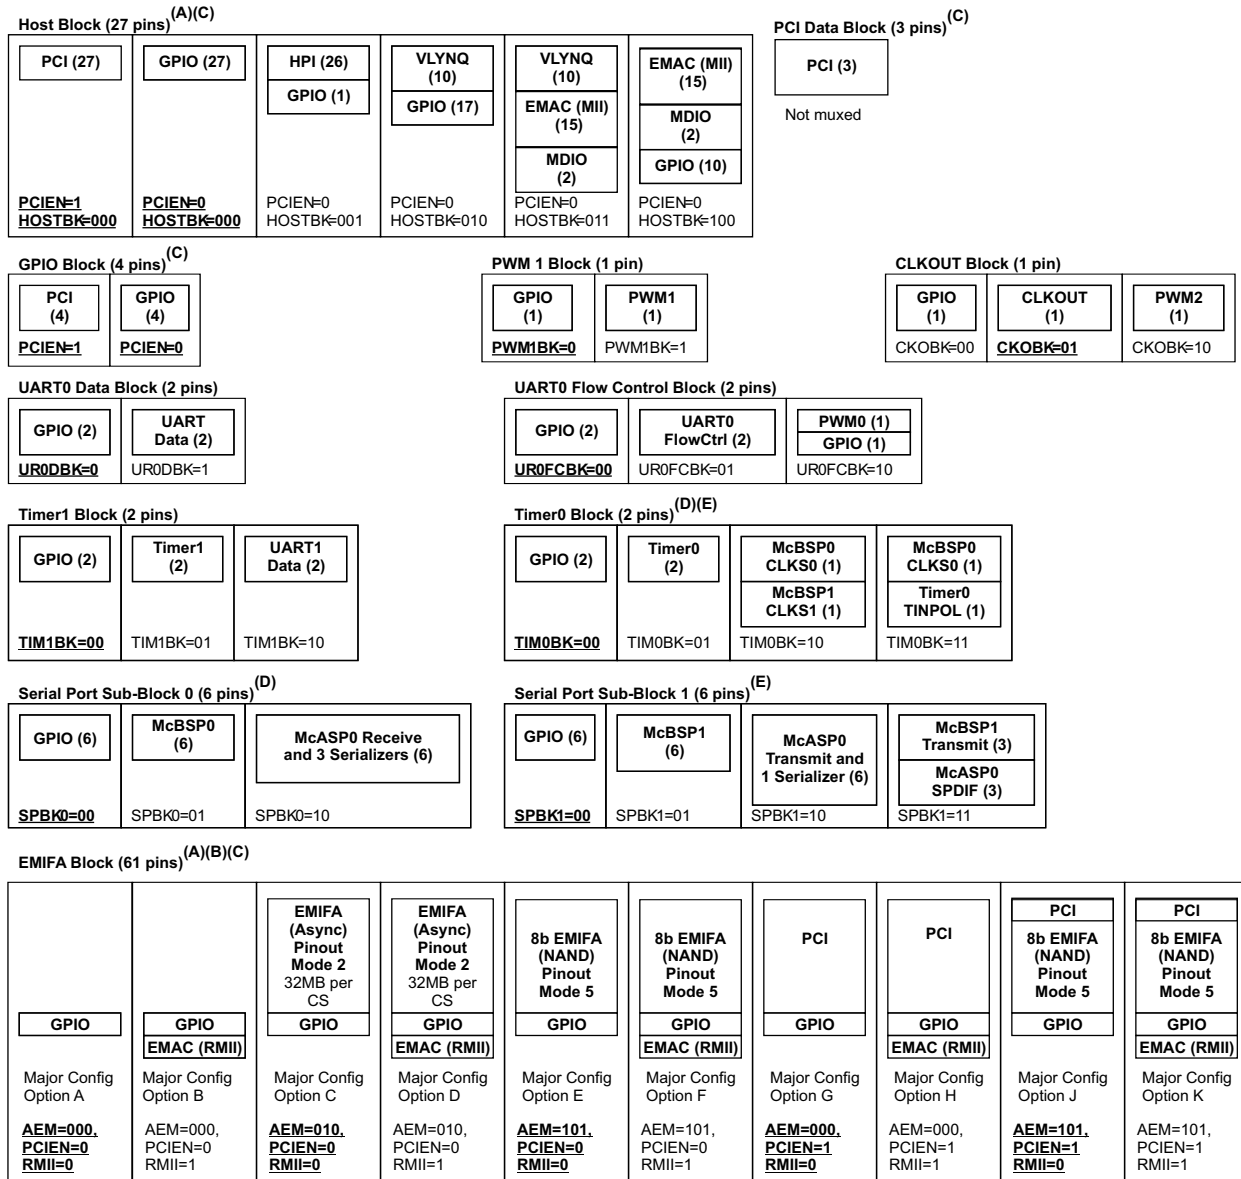 Host Block (27 pins)(A)(C)
PCI (27)
PCIEN=1
HOSTBK=000
GPIO (27)
PCIEN=0
HOSTBK=000
HPI (26)
GPIO (1)
PCIEN=0
HOSTBK=001
VLYNQ
(10)
GPIO (17)
PCIEN=0
HOSTBK=010
VLYNQ
(10)
EMAC (MII)
(15)
MDIO
(2)
PCIEN=0
HOSTBK=011
EMAC (MII)
(15)
MDIO
(2)
GPIO (10)
PCIEN=0
HOSTBK=100
PCI Data Block (3 pins)(C)
PCI (3)
Not muxed
GPIO Block (4 pins)(C)
PCI
(4)
PCIEN=1
GPIO
(4)
PCIEN=0
PWM 1 Block (1 pin)
GPIO
(1)
PWM1BK=0
PWM1
(1)
PWM1BK=1
CLKOUT Block (1 pin)
GPIO
(1)
CKOBK=00
CLKOUT
(1)
CKOBK=01
PWM2
(1)
CKOBK=10
UART0 Data Block (2 pins)
GPIO (2)
UR0DBK=0
UART
Data (2)
UR0DBK=1
UART0 Flow Control Block (2 pins)
GPIO (2)
UR0FCBK=00
UART0
FlowCtrl (2)
UR0FCBK=01
PWM0 (1)
GPIO (1)
UR0FCBK=10
Timer1 Block (2 pins)
GPIO (2)
TIM1BK=00
Timer1
(2)
TIM1BK=01
UART1
Data (2)
TIM1BK=10
Timer0 Block (2 pins)(D)(E)
GPIO (2)
TIM0BK=00
Timer0
(2)
TIM0BK=01
McBSP0
CLKS0 (1)
McBSP1
CLKS1 (1)
TIM0BK=10
McBSP0
CLKS0 (1)
Timer0
TINPOL (1)
TIM0BK=11
Serial Port Sub-Block 0 (6 pins)(D)
GPIO (6)
SPBK0=00
McBSP0
(6)
SPBK0=01
McASP0 Receive
and 3 Serializers (6)
SPBK0=10
Serial Port Sub-Block 1 (6 pins)(E)
GPIO (6)
SPBK1=00
McBSP1
(6)
SPBK1=01
McASP0
Transmit and
1 Serializer (6)
SPBK1=10
McBSP1
Transmit (3)
McASP0
SPDIF (3)
SPBK1=11
EMIFA Block (61 pins)(A)(B)(C)
GPIO
Major Config
Option A
AEM=000,
PCIEN=0
RMII=0
GPIO
EMAC (RMII)
Major Config
Option B
AEM=000,
PCIEN=0
RMII=1
EMIFA
(Async)
Pinout
Mode 2
32MB per
CS
GPIO
Major Config
Option C
AEM=010,
PCIEN=0
RMII=0
EMIFA
(Async)
Pinout
Mode 2
32MB per
CS
GPIO
EMAC (RMII)
Major Config
Option D
AEM=010,
PCIEN=0
RMII=1
8b EMIFA
(NAND)
Pinout
Mode 5
GPIO
Major Config
Option E
AEM=101,
PCIEN=0
RMII=0
8b EMIFA
(NAND)
Pinout
Mode 5
GPIO
EMAC (RMII)
Major Config
Option F
AEM=101,
PCIEN=0
RMII=1
PCI
GPIO
Major Config
Option G
AEM=000,
PCIEN=1
RMII=0
PCI
GPIO
EMAC (RMII)
Major Config
Option H
AEM=000,
PCIEN=1
RMII=1
PCI
8b EMIFA
(NAND)
Pinout
Mode 5
GPIO
Major Config
Option J
AEM=101,
PCIEN=1
RMII=0
PCI
8b EMIFA
(NAND)
Pinout
Mode 5
GPIO
EMAC (RMII)
Major Config
Option K
AEM=101,
PCIEN=1
RMII=1